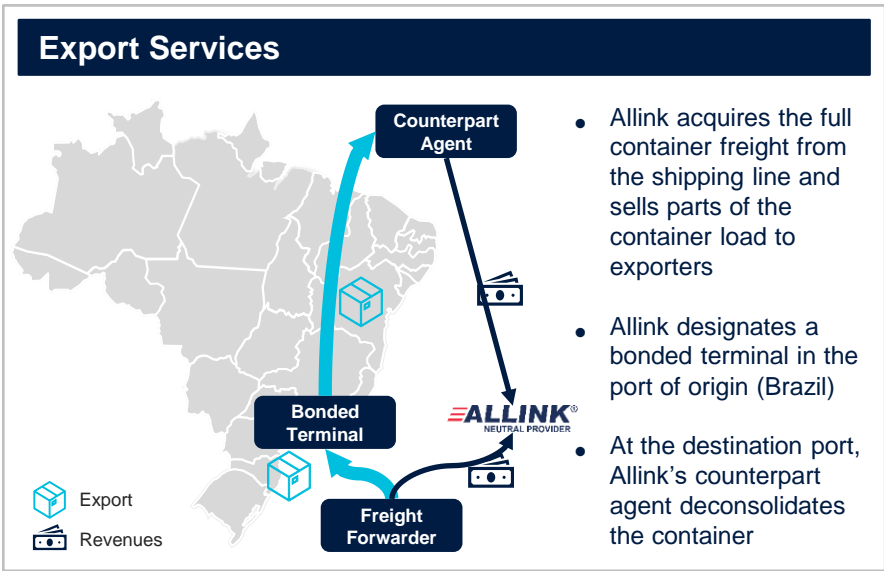 Export Services
Counterpart
Agent
Bonded
Terminal
ALLINK®
NEUTRAL PROVIDER
Freight
Forwarder
Export
Revenues
• Allink acquires the full
container freight from
the shipping line and
sells parts of the
container load to
exporters
• Allink designates a
bonded terminal in the
port of origin (Brazil)
• At the destination port,
Allink’s counterpart
agent deconsolidates
the container